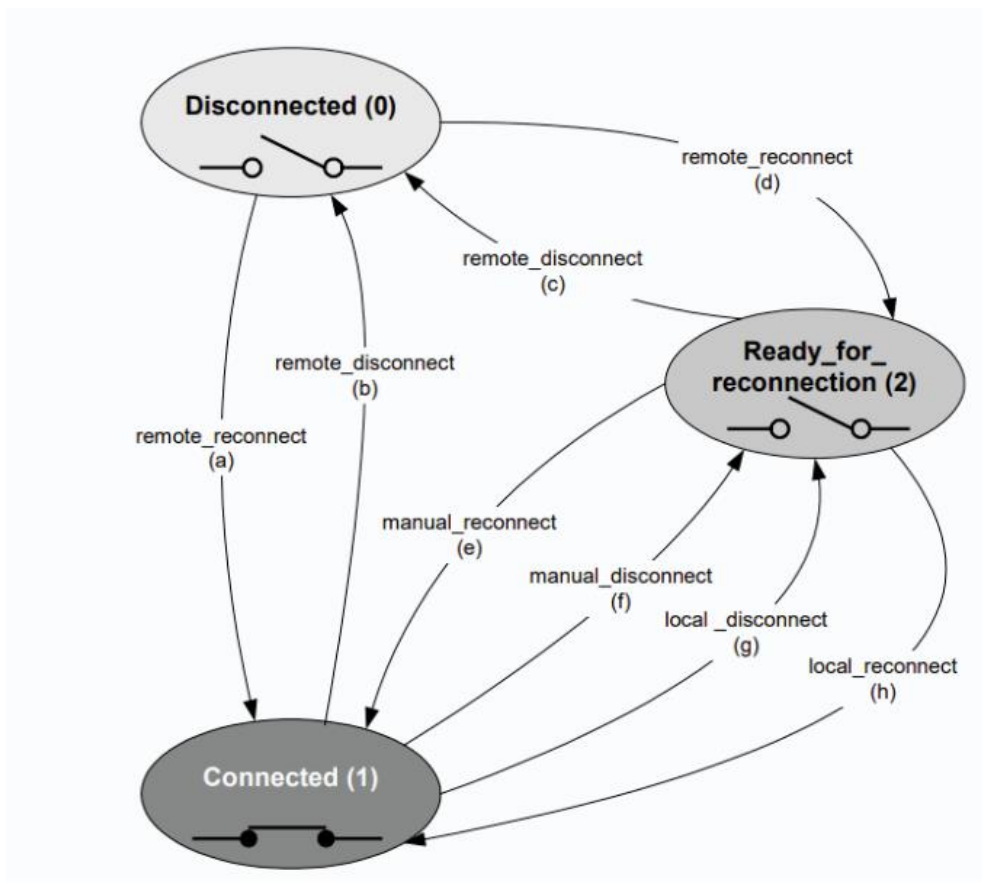 Disconnected (0)
remote_reconnect
(d)
remote_disconnect
(c)
Ready_for_
reconnection (2)
remote_disconnect
(b)
remote_reconnect
(a)
manual_reconnect
(e)
manual_disconnect
(f)
local _disconnect
(g)
local_reconnect
(h)
Connected (1)